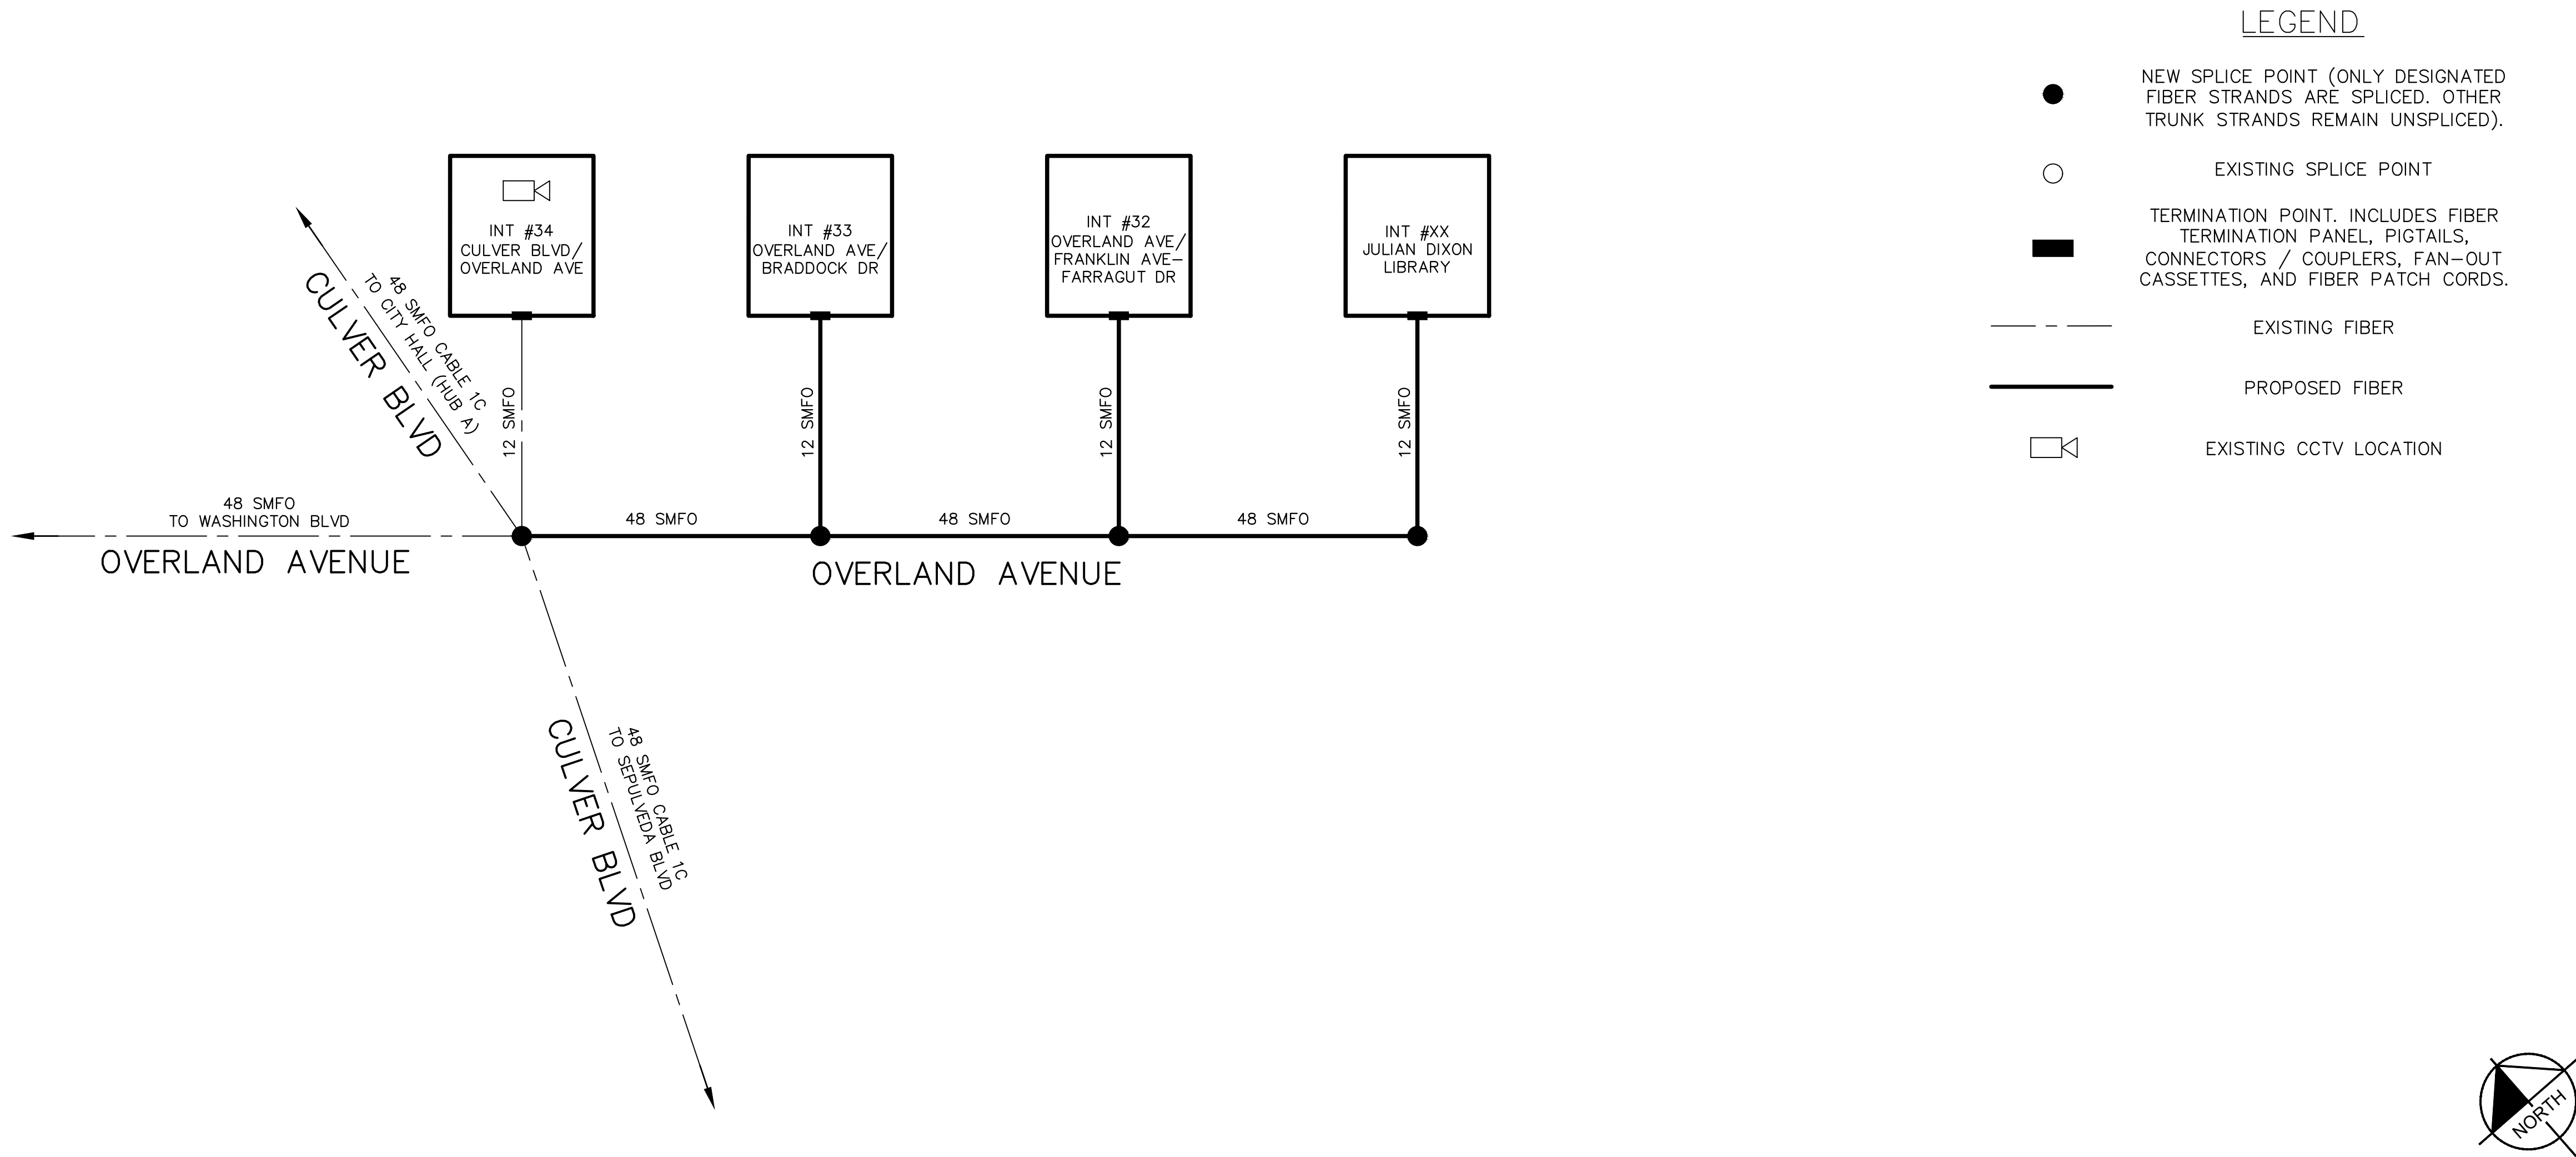 LEGEND
NEW SPLICE POINT (ONLY DESIGNATED
FIBER STRANDS ARE SPLICED. OTHER
TRUNK STRANDS REMAIN UNSPLICED).
EXISTING SPLICE POINT
TERMINATION POINT. INCLUDES FIBER
TERMINATION PANEL, PIGTAILS,
CONNECTORS / COUPLERS, FAN-OUT
CASSETTES, AND FIBER PATCH CORDS.
EXISTING FIBER
PROPOSED FIBER
EXISTING CCTV LOCATION
INT #34
CULVER BLVD/
OVERLAND AVE
INT #33
OVERLAND AVE/
BRADDOCK DR
INT #32
OVERLAND AVE/
FRANKLIN AVE-
FARRAGUT DR
INT #XX
JULIAN DIXON
LIBRARY
48 SMFO CABLE 1C
TO CITY HALL (HUB A)
CULVER BLVD
12 SMFO
12 SMFO
12 SMFO
12 SMFO
48 SMFO
TO WASHINGTON BLVD
OVERLAND AVENUE
48 SMFO
48 SMFO
48 SMFO
OVERLAND AVENUE
48 SMFO CABLE 1C
TO SEPULVEDA BLVD
CULVER BLVD
NORTH